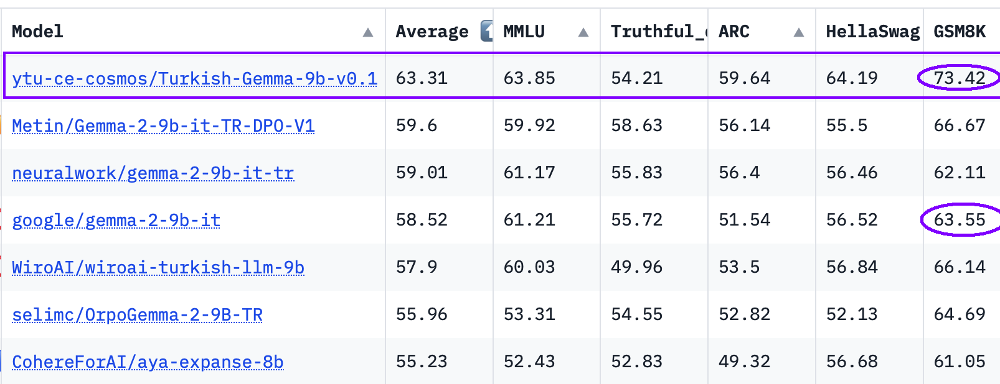 Model Average MMLU Truthful_ ARC HellaSwag GSM8K
ytu-ce-cosmos/Turkish-Gemma-9b-v0.1 63.31 63.85 54.21 59.64 64.19 73.42
Metin/Gemma-2-9b-it-TR-DPO-V1 59.6 59.92 58.63 56.14 55.5 66.67
neuralwork/gemma-2-9b-it-tr 59.01 61.17 55.83 56.4 56.46 62.11
google/gemma-2-9b-it 58.52 61.21 55.72 51.54 56.52 63.55
WiroAI/wiroai-turkish-llm-9b 57.9 60.03 49.96 53.5 56.84 66.14
selimc/OrpoGemma-2-9B-TR 55.96 53.31 54.55 52.82 52.13 64.69
CohereForAI/aya-expanse-8b 55.23 52.43 52.83 49.32 56.68 61.05